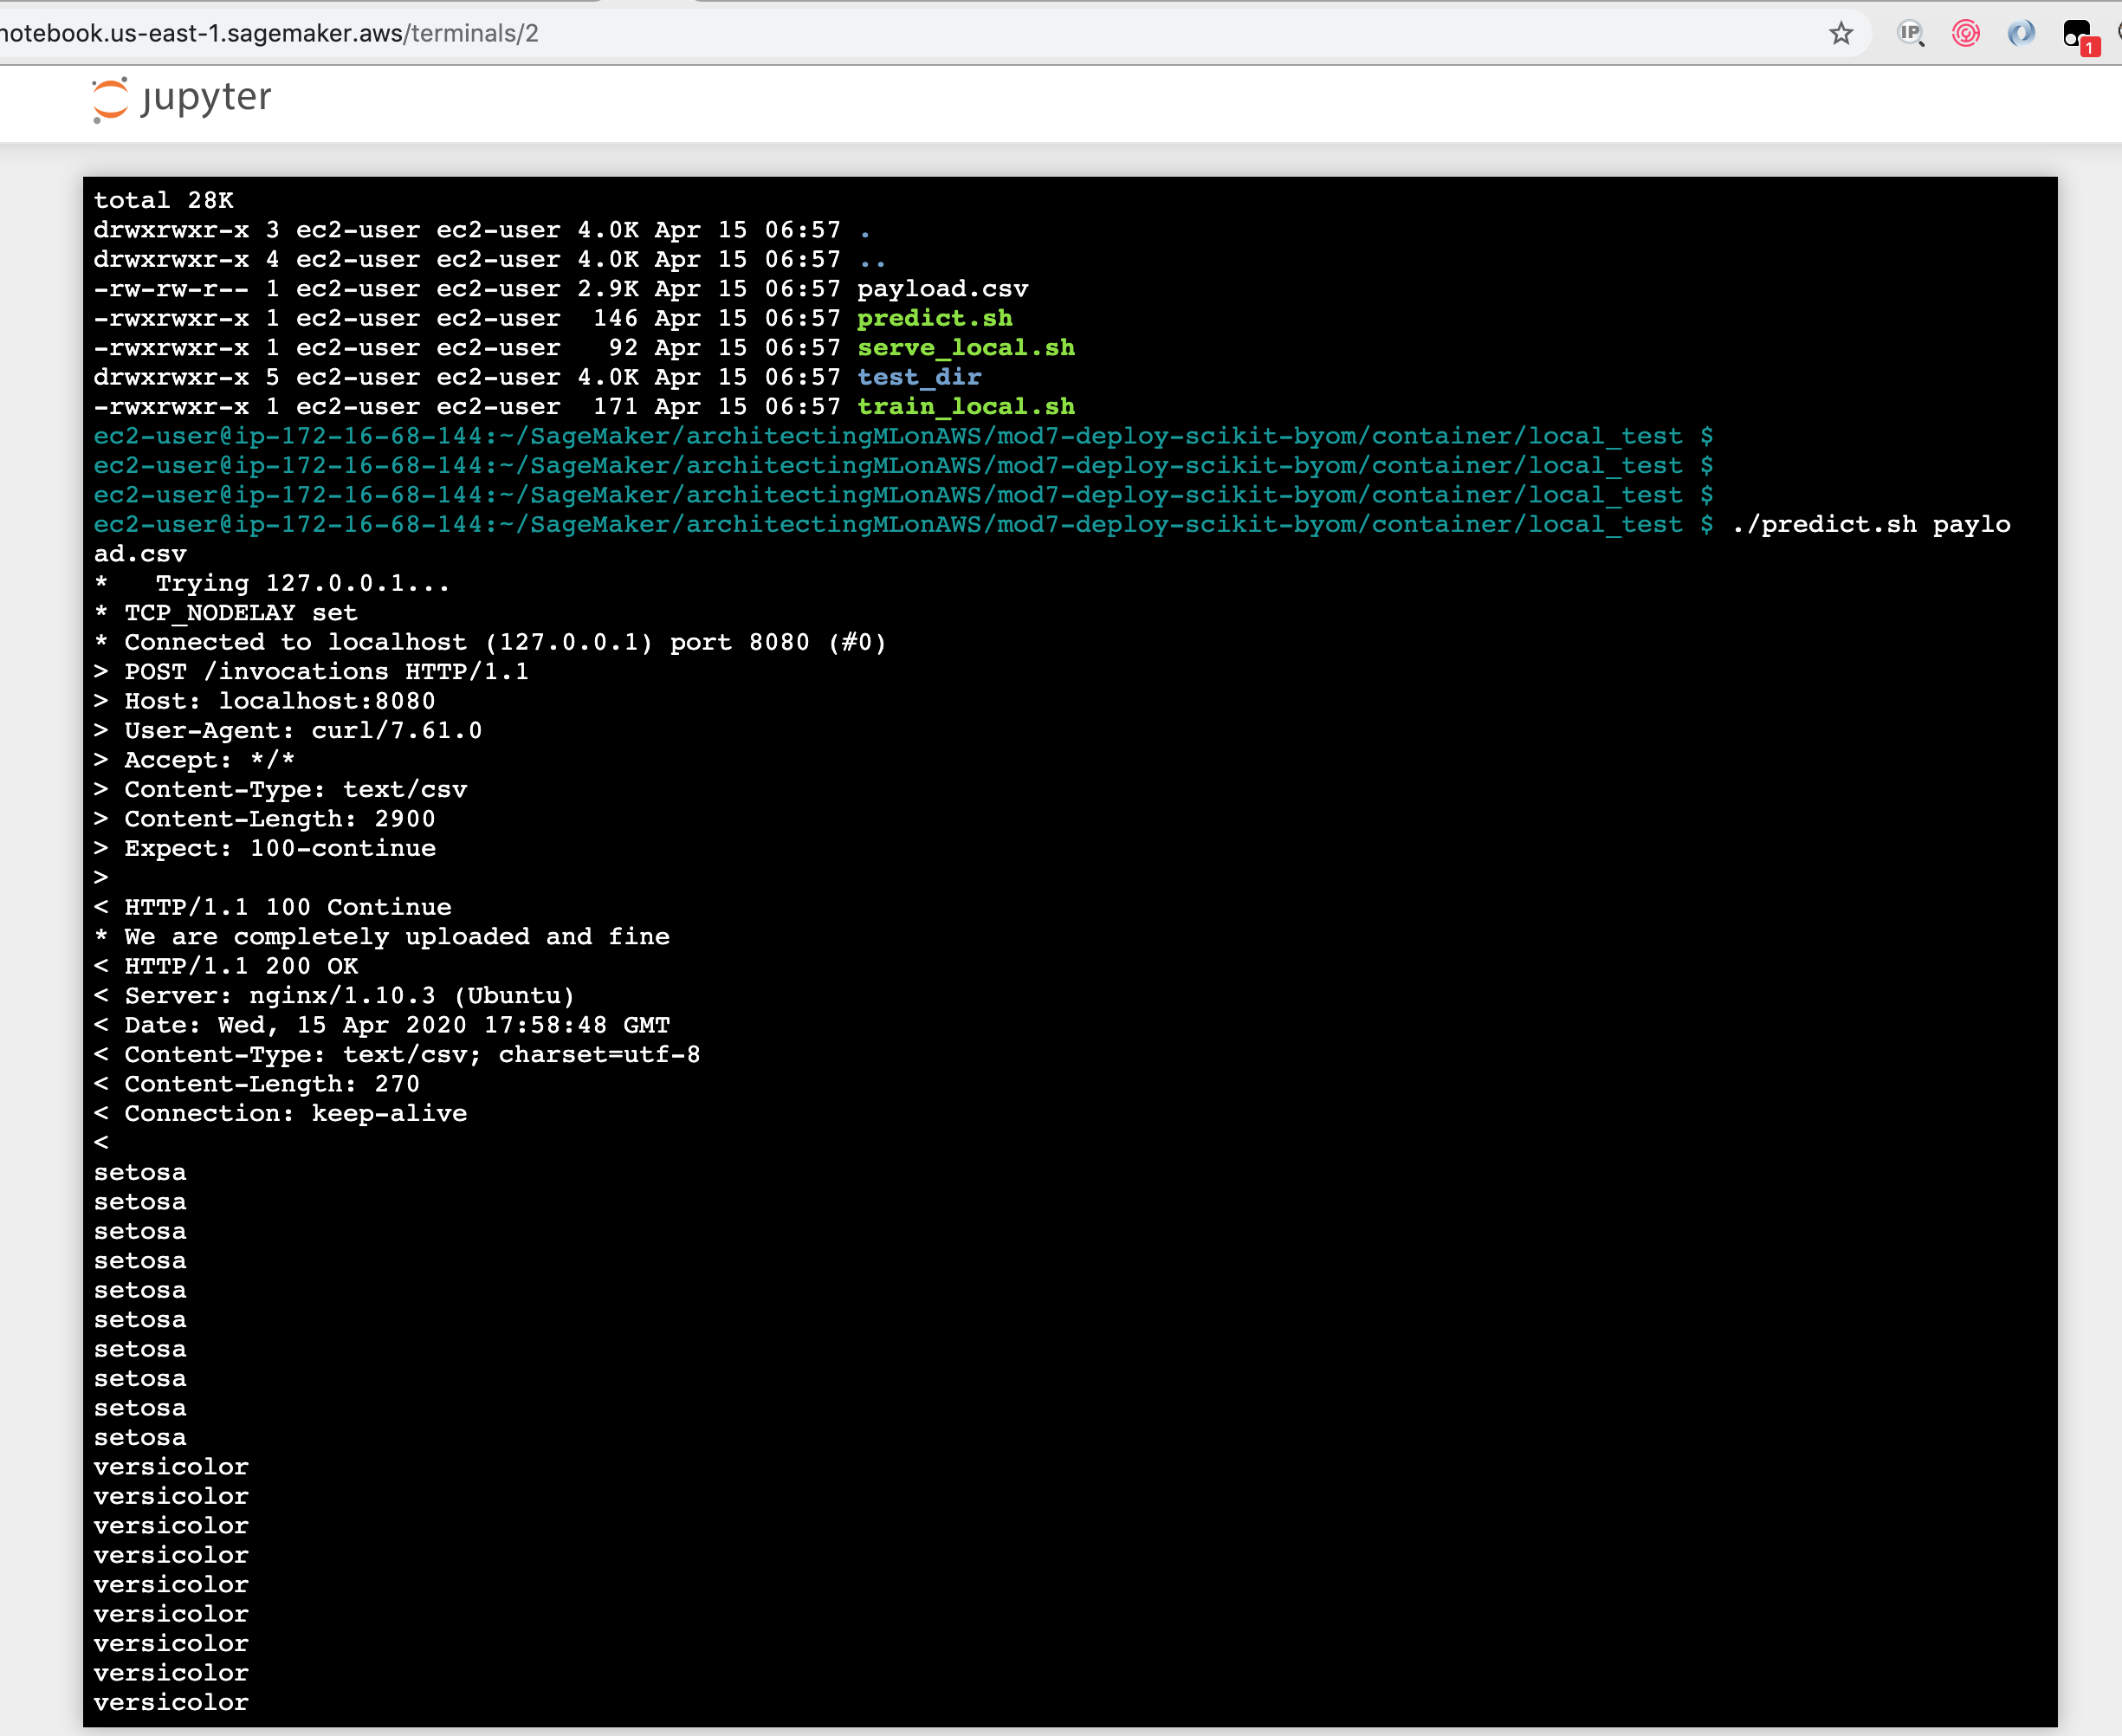 notebook.us-east-1.sagemaker.aws/terminals/2
IP
1
jupyter
total 28K
drwxrwxr-x 3 ec2-user ec2-user 4.0K Apr 15 06:57 .
drwxrwxr-x 4 ec2-user ec2-user 4.0K Apr 15 06:57 ..
-rw-rw-r-- 1 ec2-user ec2-user 2.9K Apr 15 06:57 payload.csv
-rwxrwxr-x 1 ec2-user ec2-user  146 Apr 15 06:57 predict.sh
-rwxrwxr-x 1 ec2-user ec2-user   92 Apr 15 06:57 serve_local.sh
drwxrwxr-x 5 ec2-user ec2-user 4.0K Apr 15 06:57 test_dir
-rwxrwxr-x 1 ec2-user ec2-user  171 Apr 15 06:57 train_local.sh
ec2-user@ip-172-16-68-144:~/SageMaker/architectingMLonAWS/mod7-deploy-scikit-byom/container/local_test $
ec2-user@ip-172-16-68-144:~/SageMaker/architectingMLonAWS/mod7-deploy-scikit-byom/container/local_test $
ec2-user@ip-172-16-68-144:~/SageMaker/architectingMLonAWS/mod7-deploy-scikit-byom/container/local_test $
ec2-user@ip-172-16-68-144:~/SageMaker/architectingMLonAWS/mod7-deploy-scikit-byom/container/local_test $ ./predict.sh paylo
ad.csv
*   Trying 127.0.0.1...
* TCP_NODELAY set
* Connected to localhost (127.0.0.1) port 8080 (#0)
> POST /invocations HTTP/1.1
> Host: localhost:8080
> User-Agent: curl/7.61.0
> Accept: */*
> Content-Type: text/csv
> Content-Length: 2900
> Expect: 100-continue
>
< HTTP/1.1 100 Continue
* We are completely uploaded and fine
< HTTP/1.1 200 OK
< Server: nginx/1.10.3 (Ubuntu)
< Date: Wed, 15 Apr 2020 17:58:48 GMT
< Content-Type: text/csv; charset=utf-8
< Content-Length: 270
< Connection: keep-alive
<
setosa
setosa
setosa
setosa
setosa
setosa
setosa
setosa
setosa
setosa
versicolor
versicolor
versicolor
versicolor
versicolor
versicolor
versicolor
versicolor
versicolor